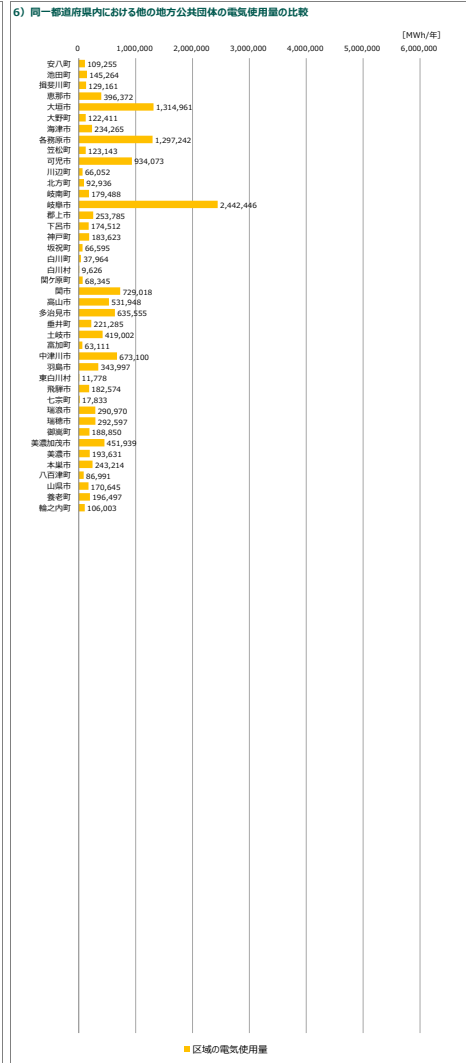 6）同一都道府県内における他の地方公共団体の電気使用量の比較
[MWh/年]
0 1,000,000 2,000,000 3,000,000 4,000,000 5,000,000 6,000,000
安八町 109,255
池田町 145,264
揖斐川町 129,161
恵那市 396,372
大垣市 1,314,961
大野町 122,411
海津市 234,265
各務原市 1,297,242
笠松町 123,143
可児市 934,073
川辺町 66,052
北方町 92,936
岐南町 179,488
岐阜市 2,442,446
郡上市 253,785
下呂市 174,512
神戸町 183,623
坂祝町 66,595
白川町 37,964
白川村 9,626
関ケ原町 68,345
関市 729,018
高山市 531,948
多治見市 635,555
垂井町 221,285
土岐市 419,002
富加町 63,111
中津川市 673,100
羽島市 343,997
東白川村 11,778
飛騨市 182,574
七宗町 17,833
瑞浪市 290,970
瑞穂市 292,597
御嵩町 188,850
美濃加茂市 451,939
美濃市 193,631
本巣市 243,214
八百津町 86,991
山県市 170,645
養老町 196,497
輪之内町 106,003
区域の電気使用量